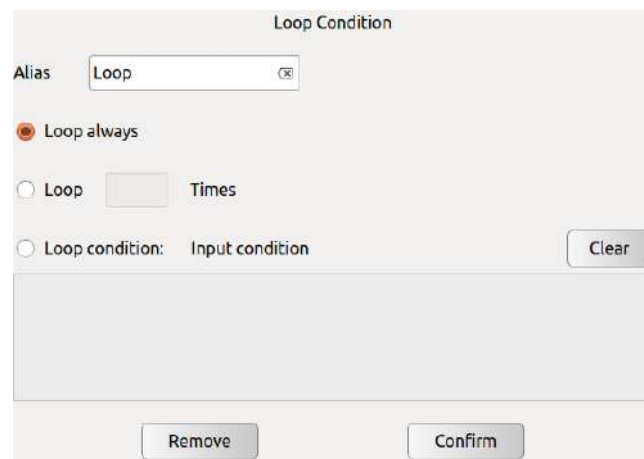 Loop Condition
Alias Loop
Loop always
Loop Times
Loop condition: Input condition Clear
Remove Confirm